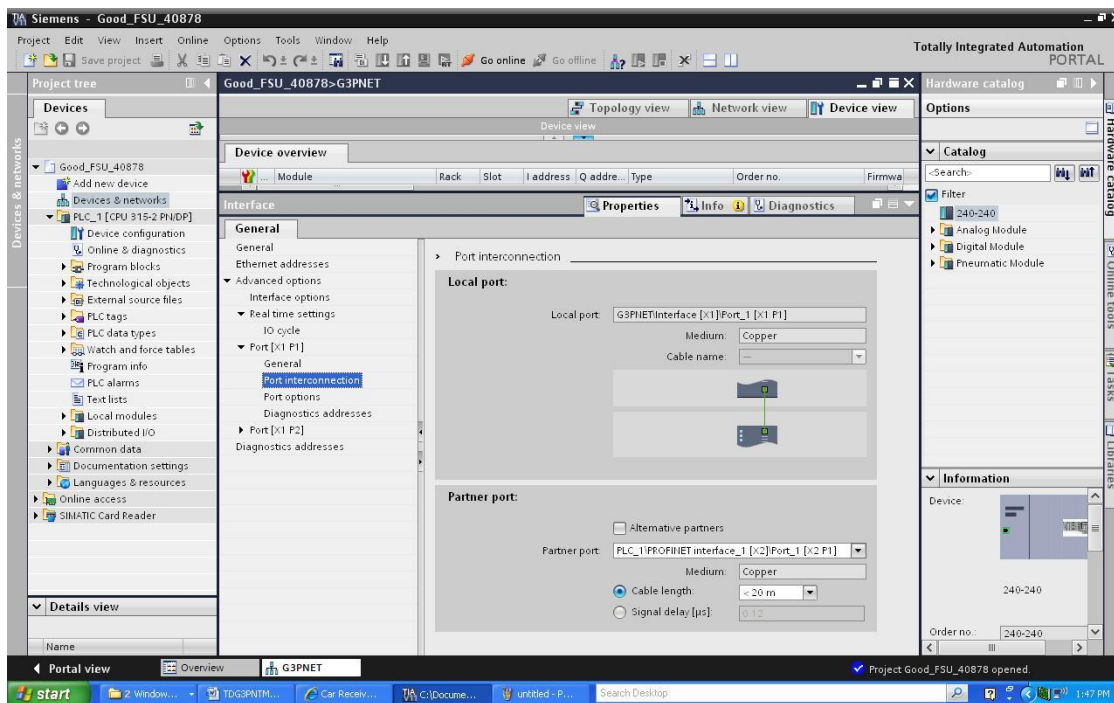 Siemens - Good_FSU_40878
Project Edit View Insert Online Options Tools Window Help
Totally Integrated Automation
PORTAL
Save project
Go online
Go offline
Project tree
Good_FSU_40878>G3PNET
Hardware catalog
Devices
Topology view
Network view
Device view
Options
Device view
Devices & networks
Good_FSU_40878
Add new device
Devices & networks
PLC_1 [CPU 315-2 PN/DP]
Device configuration
Online & diagnostics
Program blocks
Technological objects
External source files
PLC tags
PLC data types
Watch and force tables
Program info
PLC alarms
Text lists
Local modules
Distributed I/O
Common data
Documentation settings
Languages & resources
Online access
SIMATIC Card Reader
Details view
Name
Device overview
... Module Rack Slot I address Q addre... Type Order no. Firmwa
Interface
Properties
Info
Diagnostics
General
General
Ethernet addresses
Advanced options
Interface options
Real time settings
IO cycle
Port [X1 P1]
General
Port interconnection
Port options
Diagnostics addresses
Port [X1 P2]
Diagnostics addresses
Port interconnection
Local port:
Local port: G3PNET\Interface [X1]\Port_1 [X1 P1]
Medium: Copper
Cable name: ---
Partner port:
Alternative partners
Partner port: PLC_1\PROFINET interface_1 [X2]\Port_1 [X2 P1]
Medium: Copper
Cable length: < 20 m
Signal delay [µs]: 0.12
Catalog
<Search>
Filter
240-240
Analog Module
Digital Module
Pneumatic Module
Information
Device:
240-240
Order no.: 240-240
Hardware catalog
Online tools
Tasks
Libraries
Portal view
Overview
G3PNET
Project Good_FSU_40878 opened.
start
2 Window...
TDG3PNTM...
Car Receiv...
C:\Docume...
untitled - P...
Search Desktop
1:47 PM